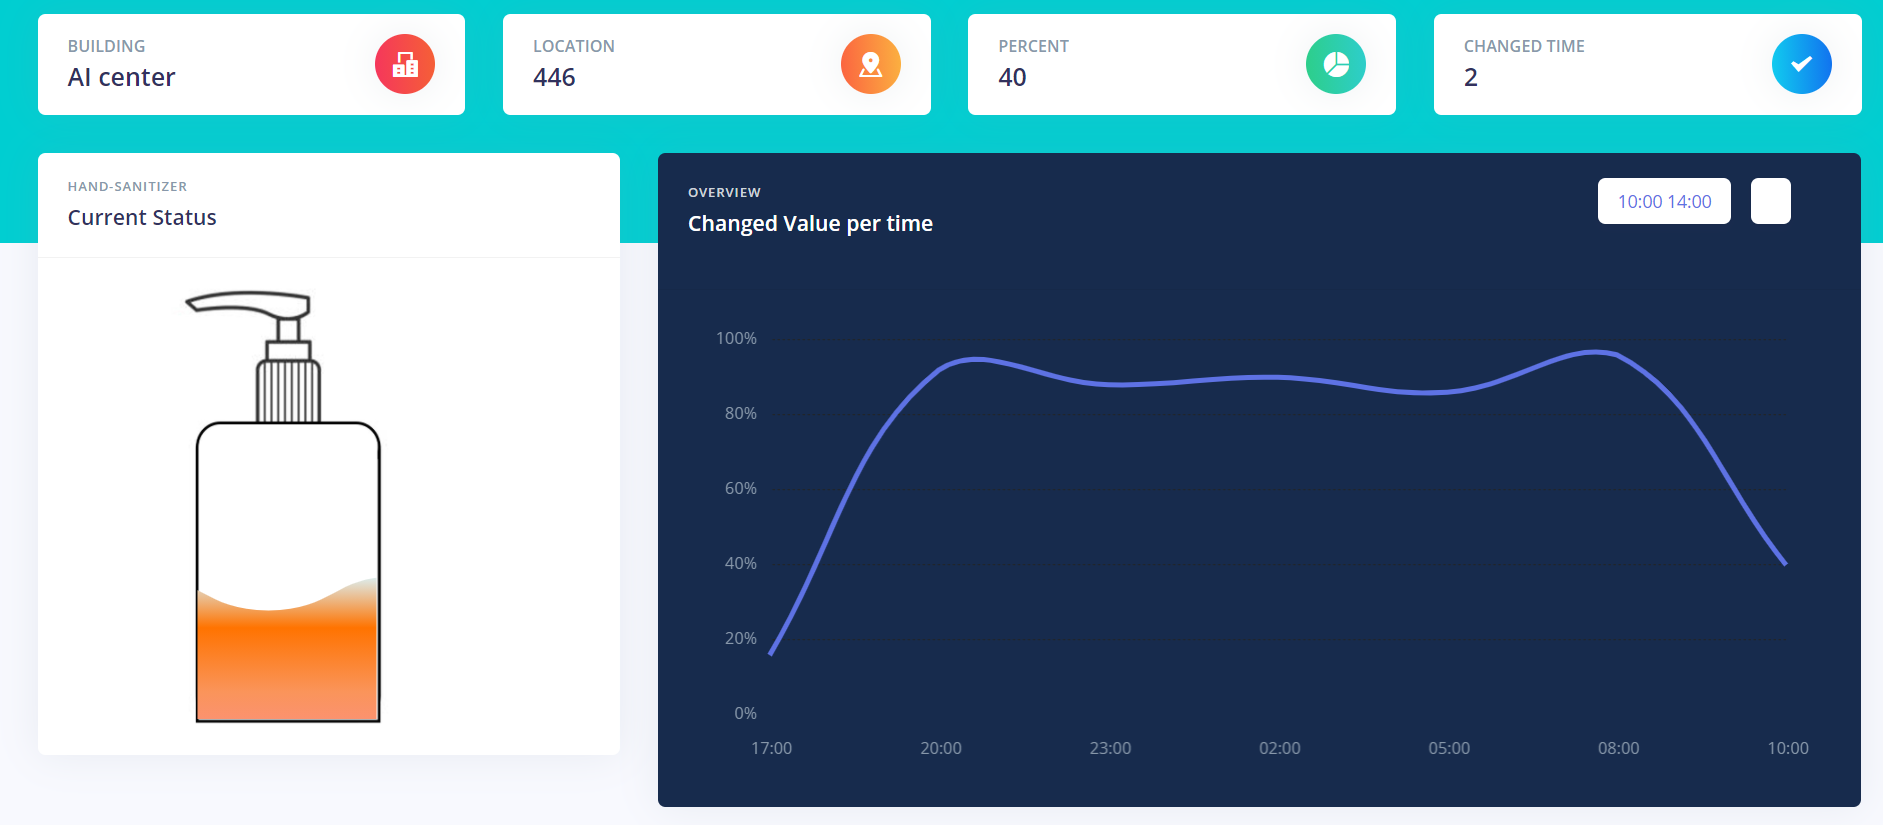 BUILDING
AI center
LOCATION
446
PERCENT
40
CHANGED TIME
2
HAND-SANITIZER
Current Status
OVERVIEW
Changed Value per time
10:00 14:00
100%
80%
60%
40%
20%
0%
17:00 20:00 23:00 02:00 05:00 08:00 10:00